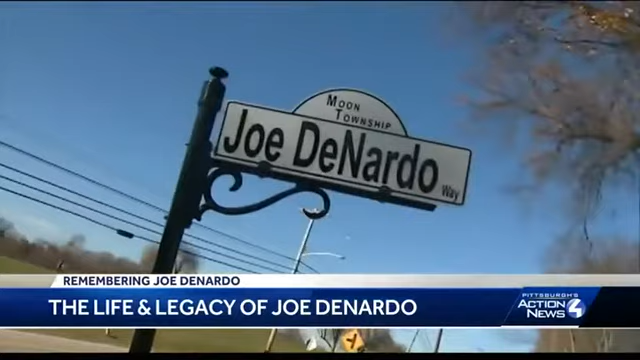 MOON
TOWNSHIP
Joe DeNardo Way
REMEMBERING JOE DENARDO
THE LIFE & LEGACY OF JOE DENARDO
PITTSBURGH'S
ACTION
NEWS 4